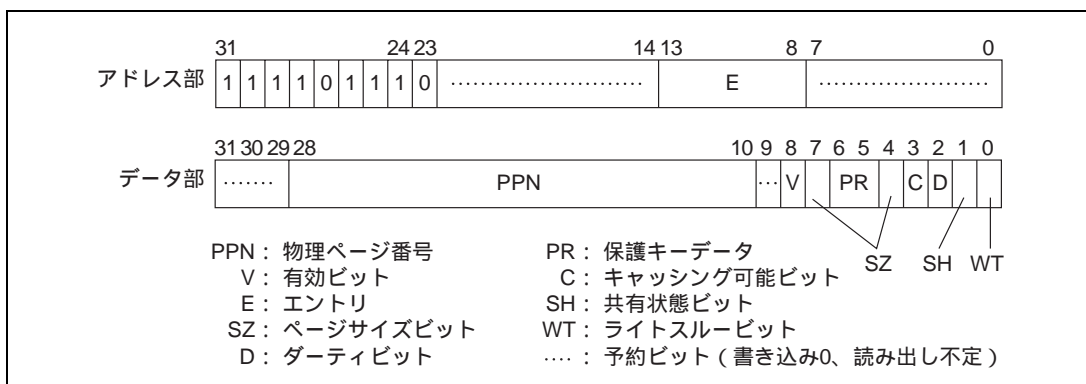 31 24 23 14 13 8 7 0
アドレス部 1 1 1 1 0 1 1 1 0 ........................ E ........................
31 30 29 28 10 9 8 7 6 5 4 3 2 1 0
データ部 ....... PPN ... V PR C D
SZ SH WT
PPN： 物理ページ番号 PR： 保護キーデータ
V： 有効ビット C： キャッシング可能ビット
E： エントリ SH： 共有状態ビット
SZ： ページサイズビット WT： ライトスルービット
D： ダーティビット ....： 予約ビット（書き込み0、読み出し不定）